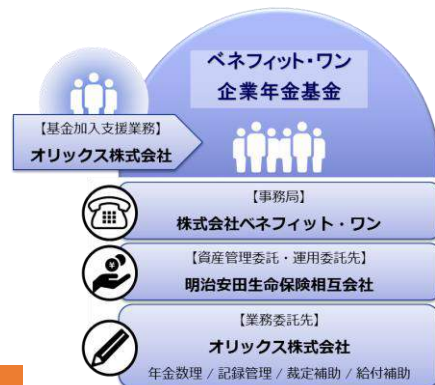 ベネフィット・ワン
企業年金基金
【基金加入支援業務】
オリックス株式会社
【事務局】
株式会社ベネフィット・ワン
【資産管理委託・運用委託先】
明治安田生命保険相互会社
【業務委託先】
オリックス株式会社
年金数理 / 記録管理 / 裁定補助 / 給付補助